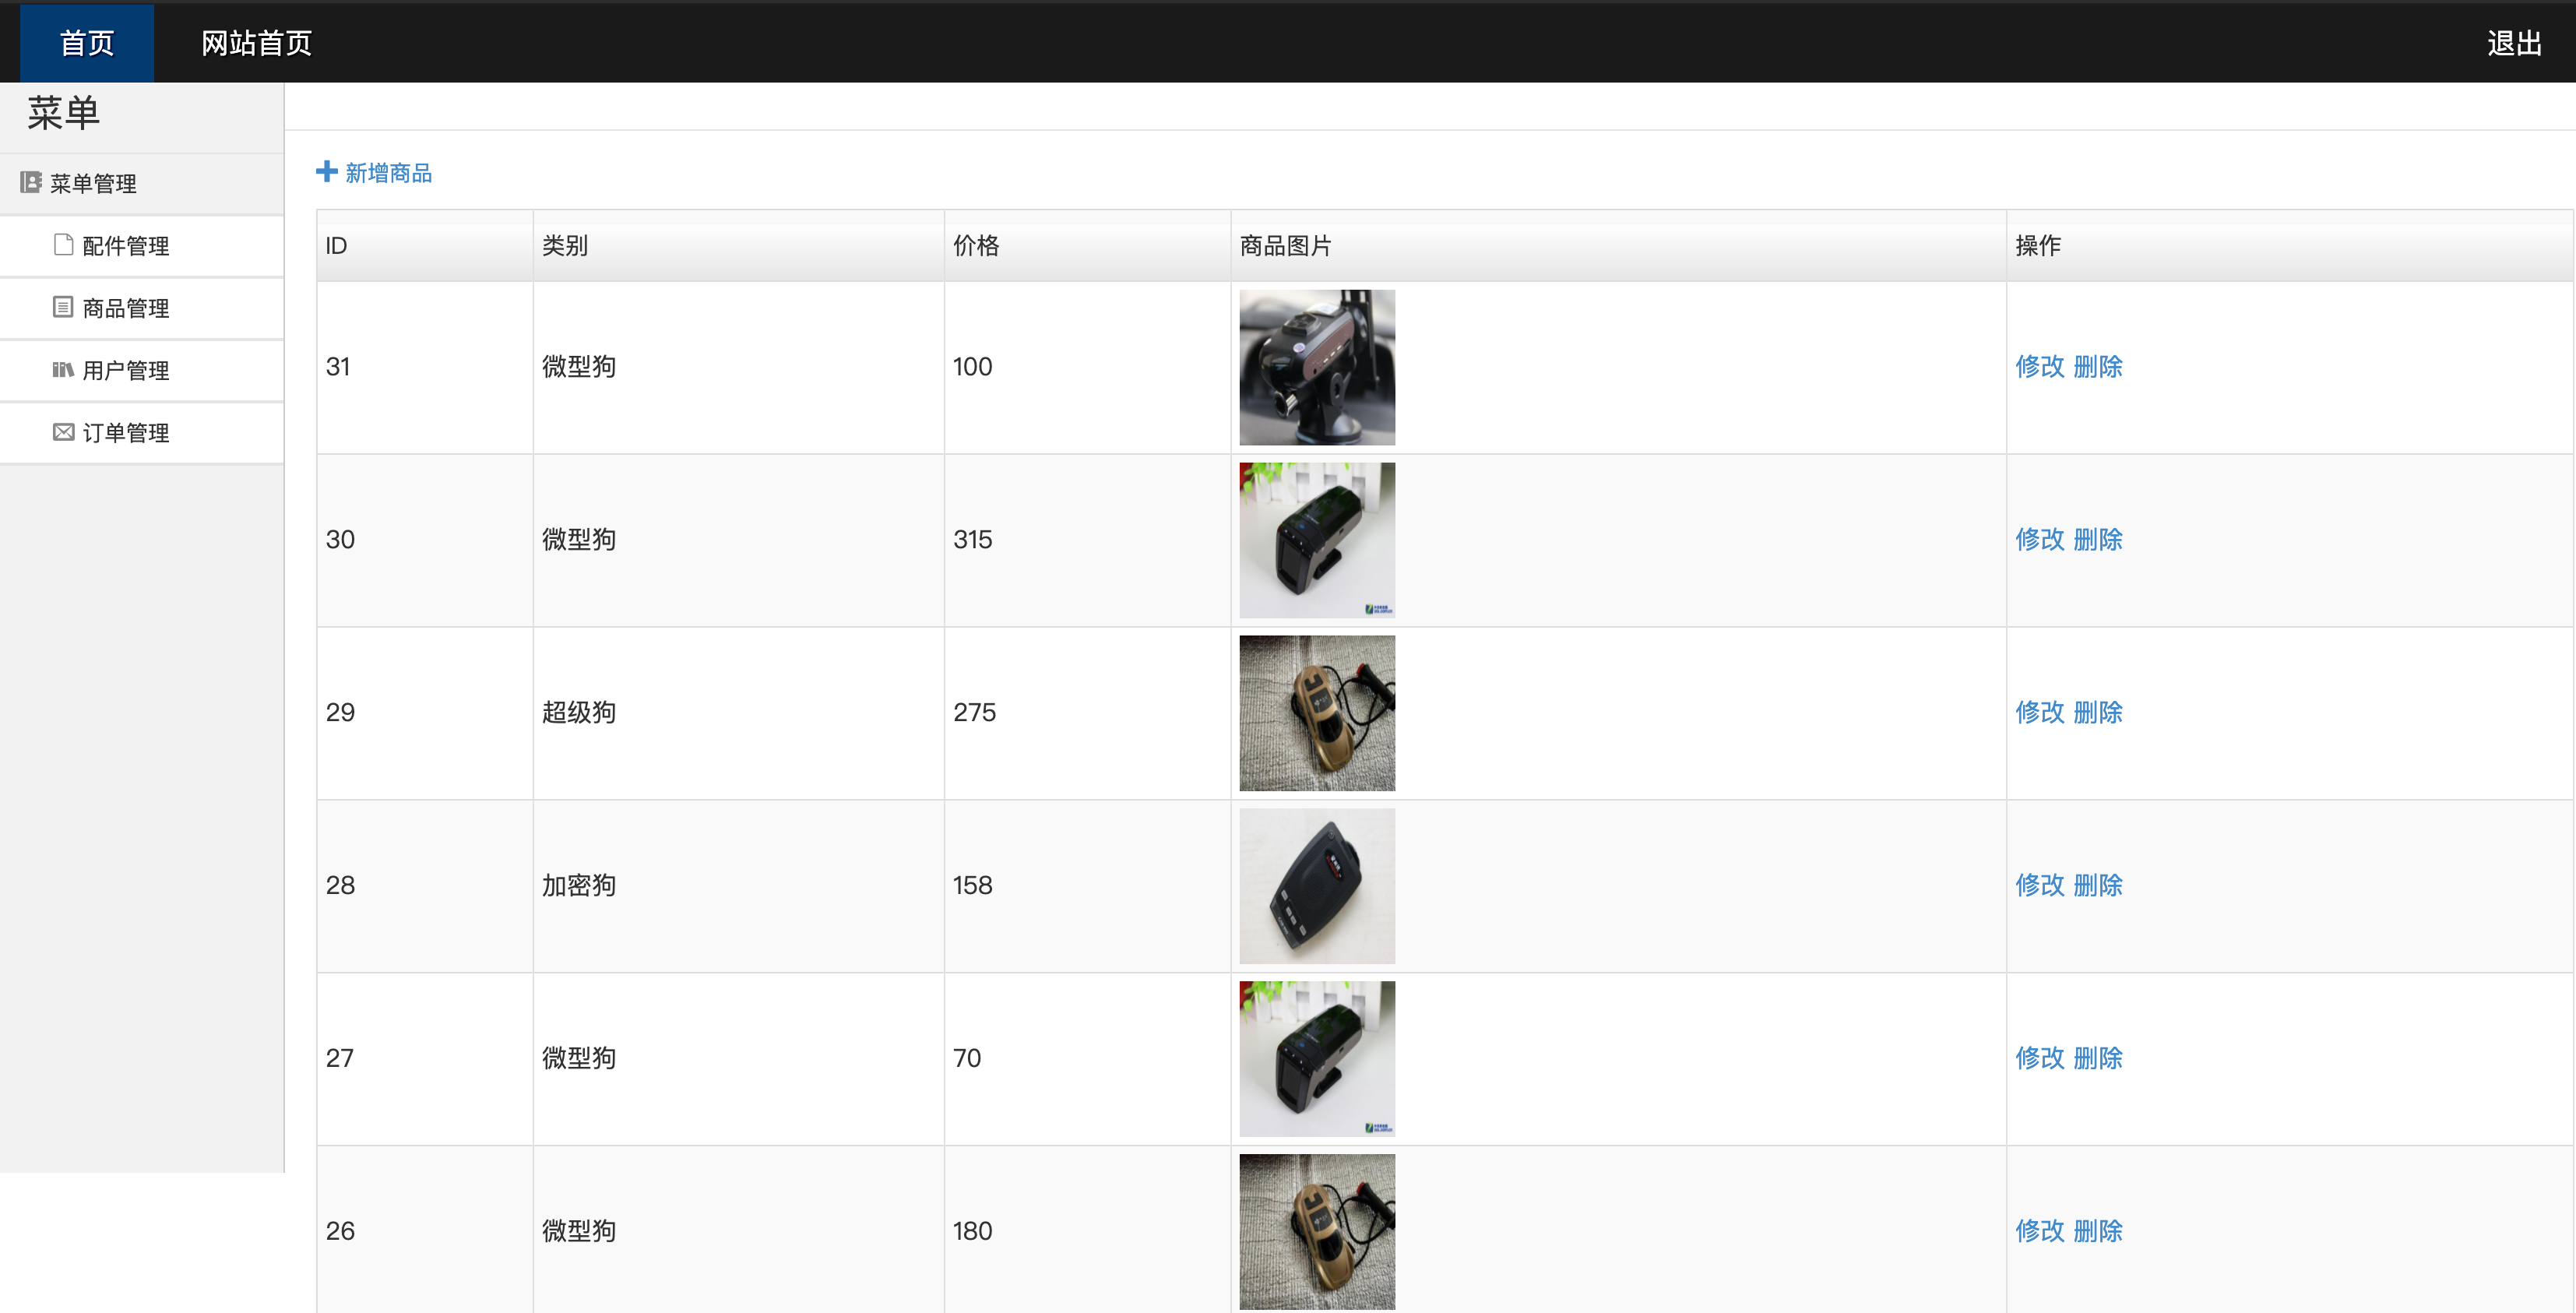 首页 网站首页 退出
菜单
菜单管理
配件管理
商品管理
用户管理
订单管理
新增商品
ID 类别 价格 商品图片 操作
31 微型狗 100 修改 删除
30 微型狗 315 修改 删除
29 超级狗 275 修改 删除
28 加密狗 158 修改 删除
27 微型狗 70 修改 删除
26 微型狗 180 修改 删除